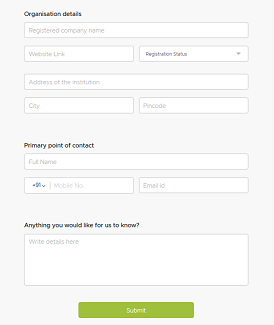 Organisation details
Registered company name
Website Link
Registration Status
Address of the institution
City
Pincode
Primary point of contact
Full Name
+91
Mobile No.
Email id
Anything you would like for us to know?
Write details here
Submit